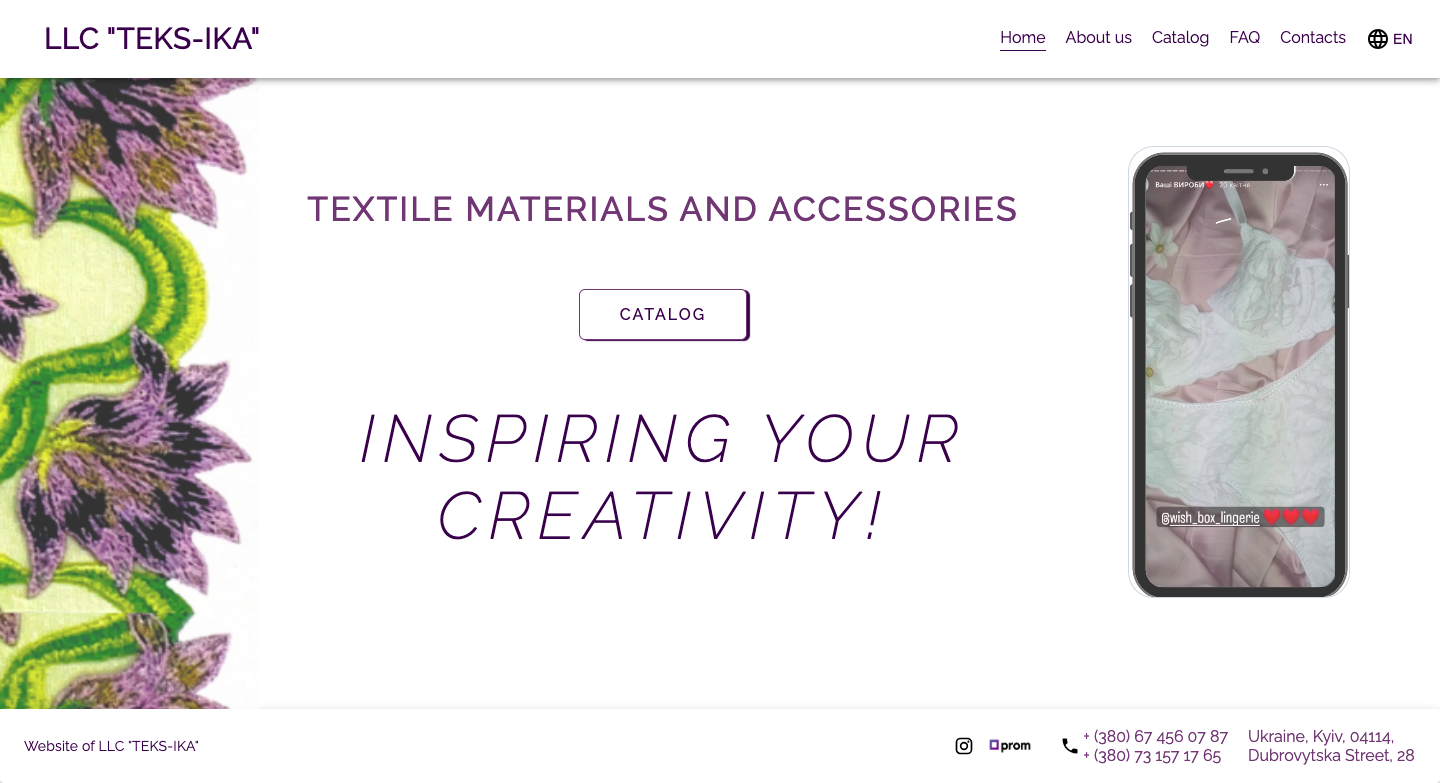 LLC "TEKS-IKA"
Home About us Catalog FAQ Contacts EN
TEXTILE MATERIALS AND ACCESSORIES
CATALOG
INSPIRING YOUR
CREATIVITY!
Ваші ВИРОБИ❤️ 20 квітня
@wish_box_lingerie ❤️❤️❤️
Website of LLC "TEKS-IKA"
prom
+ (380) 67 456 07 87
+ (380) 73 157 17 65
Ukraine, Kyiv, 04114,
Dubrovytska Street, 28